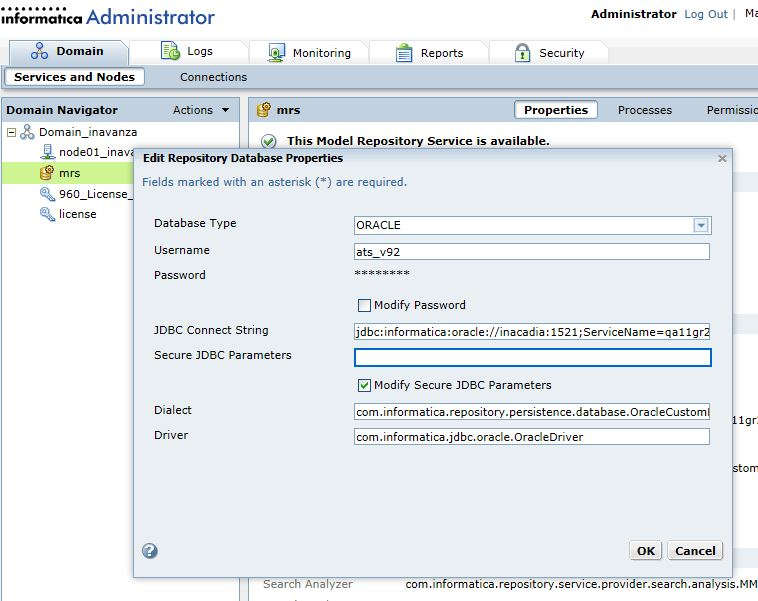 informatica Administrator
Administrator Log Out | Ma
Domain Logs Monitoring Reports Security
Services and Nodes Connections
Domain Navigator Actions
mrs Properties Processes Permissio
Domain_inavanza
This Model Repository Service is available.
node01_inava
mrs
960_License_
license
Edit Repository Database Properties
Fields marked with an asterisk (*) are required.
Database Type ORACLE
Username ats_v92
Password ********
Modify Password
JDBC Connect String jdbc:informatica:oracle://inacadia:1521;ServiceName=qa11gr2
Secure JDBC Parameters
Modify Secure JDBC Parameters
Dialect com.informatica.repository.persistence.database.OracleCustom
11gr
Driver com.informatica.jdbc.oracle.OracleDriver
stom
OK Cancel
Search Analyzer com.informatica.repository.service.provider.search.analysis.MM